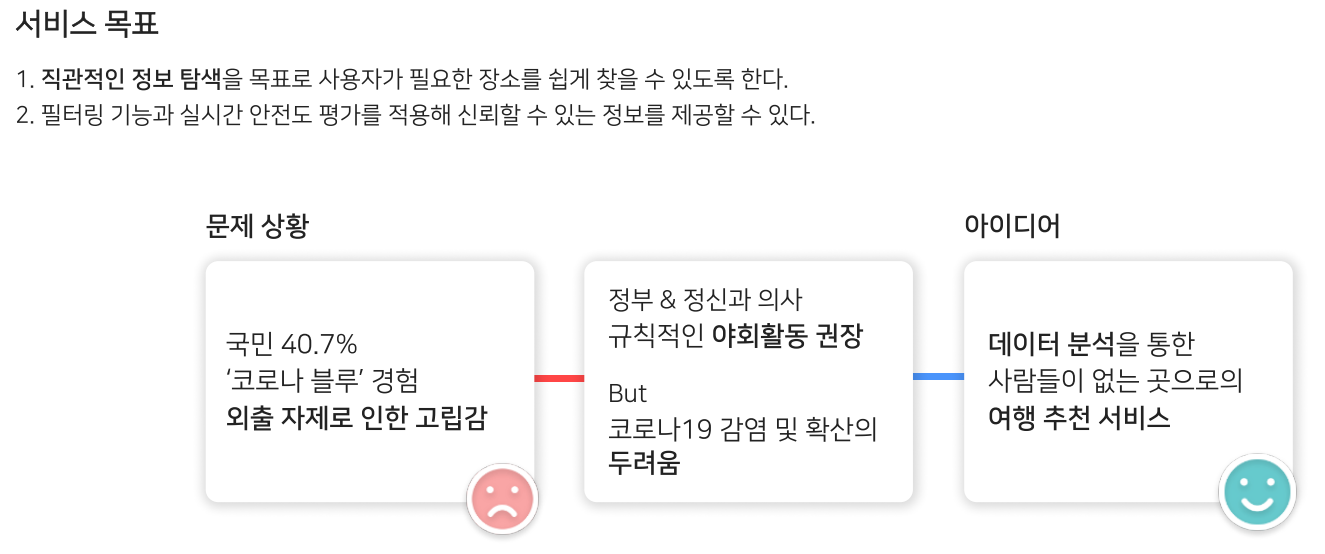 서비스 목표
1. 직관적인 정보 탐색을 목표로 사용자가 필요한 장소를 쉽게 찾을 수 있도록 한다.
2. 필터링 기능과 실시간 안전도 평가를 적용해 신뢰할 수 있는 정보를 제공할 수 있다.
문제 상황
국민 40.7%
‘코로나 블루’ 경험
외출 자제로 인한 고립감
정부 & 정신과 의사
규칙적인 야회활동 권장
But
코로나19 감염 및 확산의
두려움
아이디어
데이터 분석을 통한
사람들이 없는 곳으로의
여행 추천 서비스